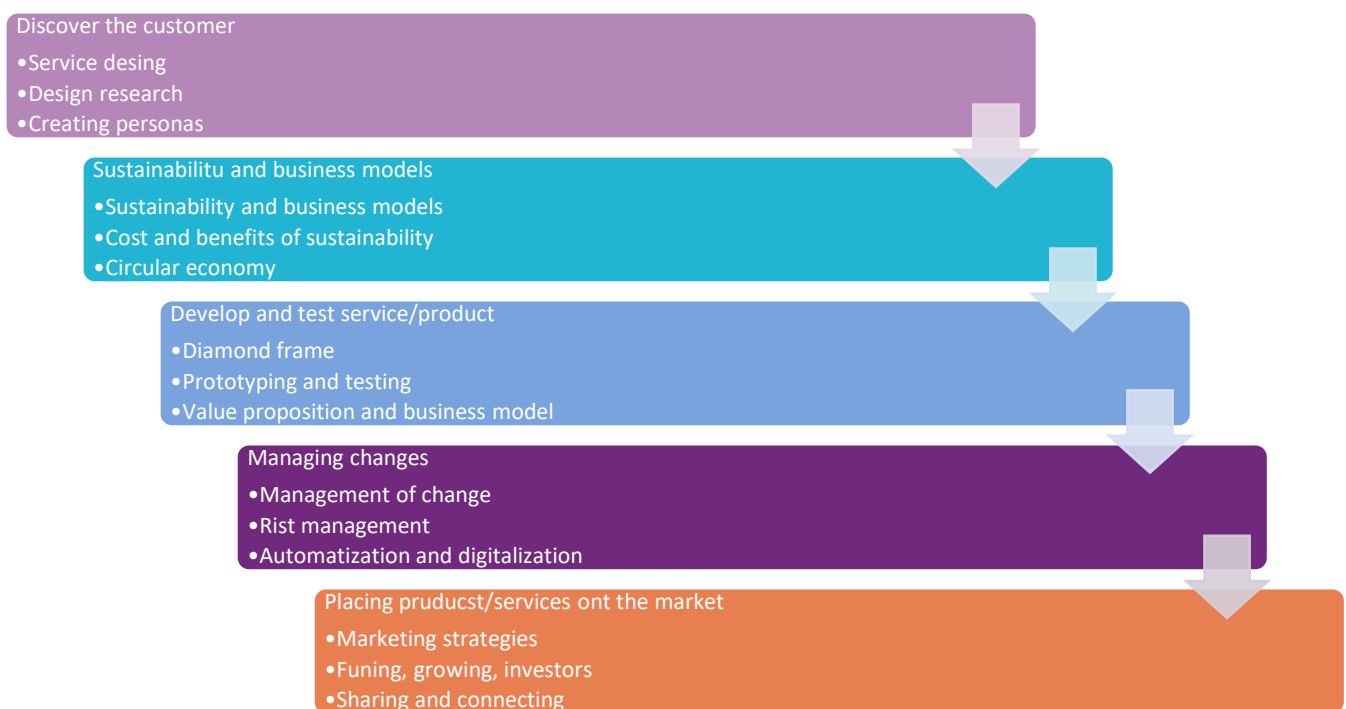 Discover the customer
•Service desing
•Design research
•Creating personas
Sustainabilitu and business models
•Sustainability and business models
•Cost and benefits of sustainability
•Circular economy
Develop and test service/product
•Diamond frame
•Prototyping and testing
•Value proposition and business model
Managing changes
•Management of change
•Rist management
•Automatization and digitalization
Placing pruducst/services ont the market
•Marketing strategies
•Funing, growing, investors
•Sharing and connecting